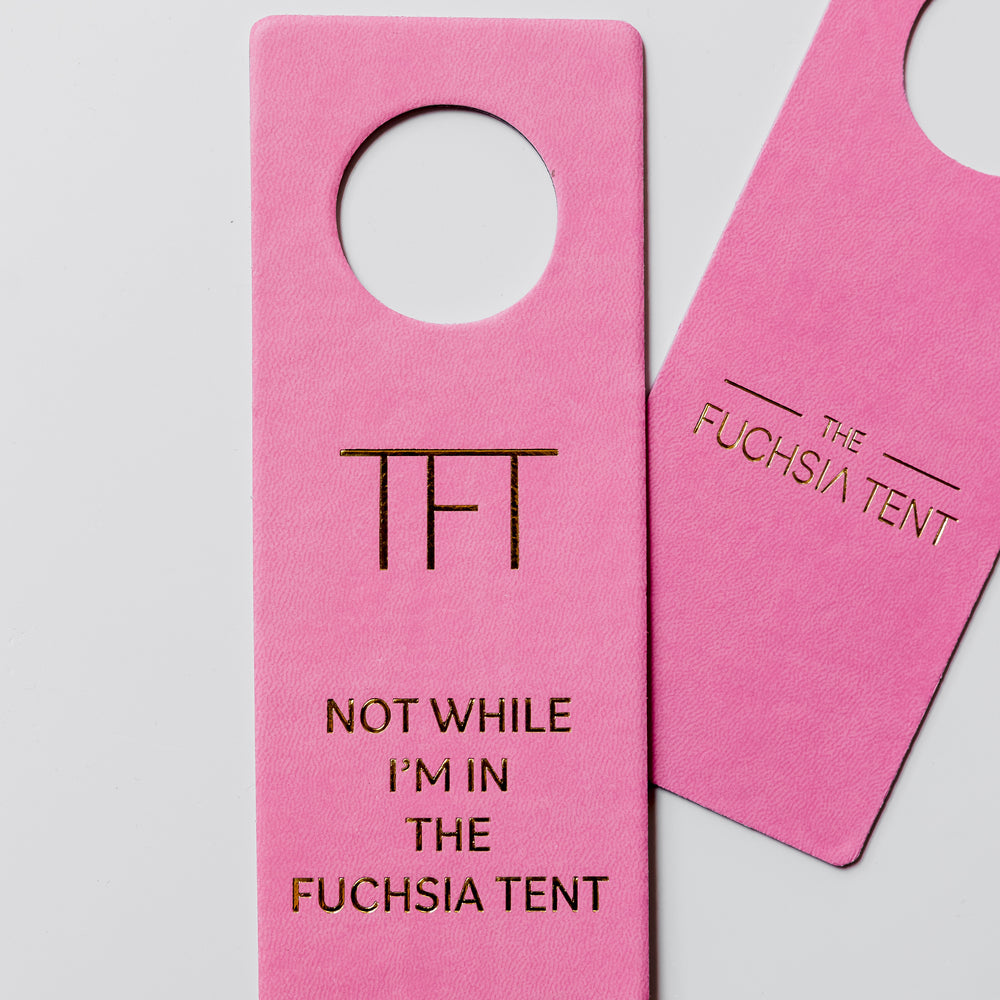 TFT
NOT WHILE
I'M IN
THE
FUCHSIA TENT
THE
FUCHSIA TENT